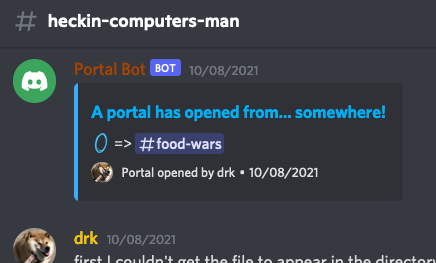 # heckin-computers-man
Portal Bot BOT 10/08/2021
A portal has opened from... somewhere!
=> #food-wars
Portal opened by drk • 10/08/2021
drk 10/08/2021
first I couldn't get the file to appear in the directory